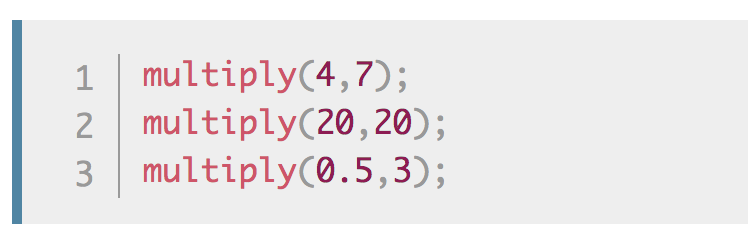 1 multiply(4,7);
2 multiply(20,20);
3 multiply(0.5,3);